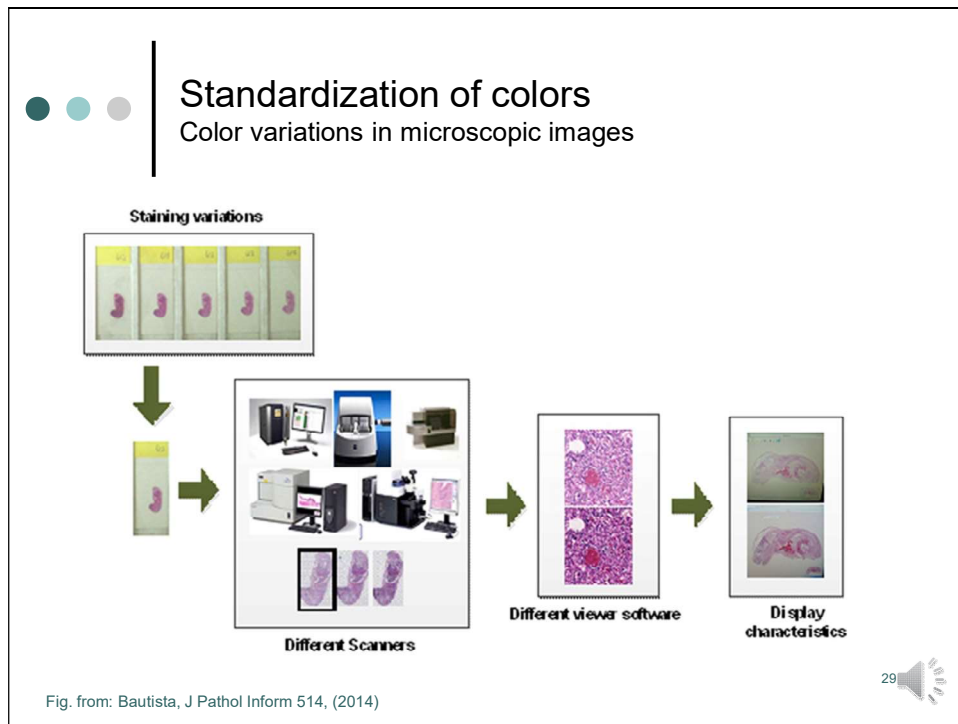 Standardization of colors
Color variations in microscopic images
Staining variations
Different Scanners
Different viewer software
Display
characteristics
Fig. from: Bautista, J Pathol Inform 514, (2014)
29